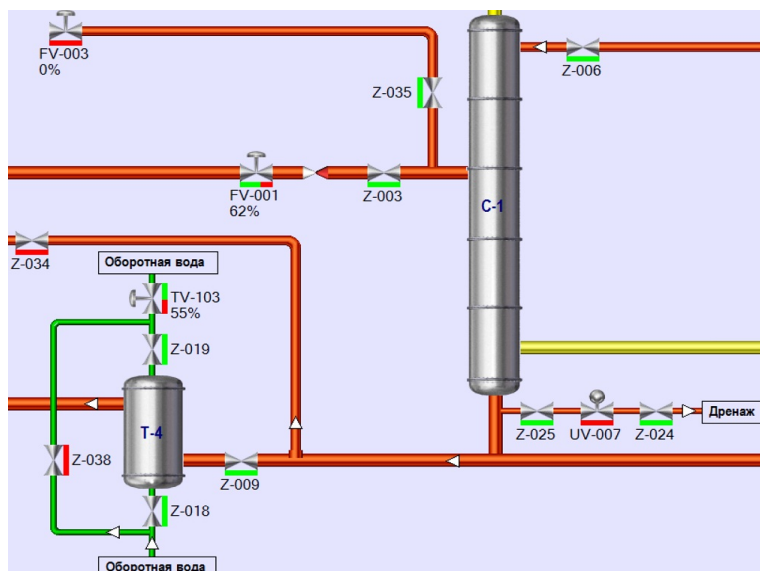 FV-003
0%
Z-006
Z-035
FV-001
62%
Z-003
C-1
Z-034
Оборотная вода
TV-103
55%
Z-019
T-4
Z-038
Z-009
Z-018
Оборотная вода
Z-025
UV-007
Z-024
Дренаж